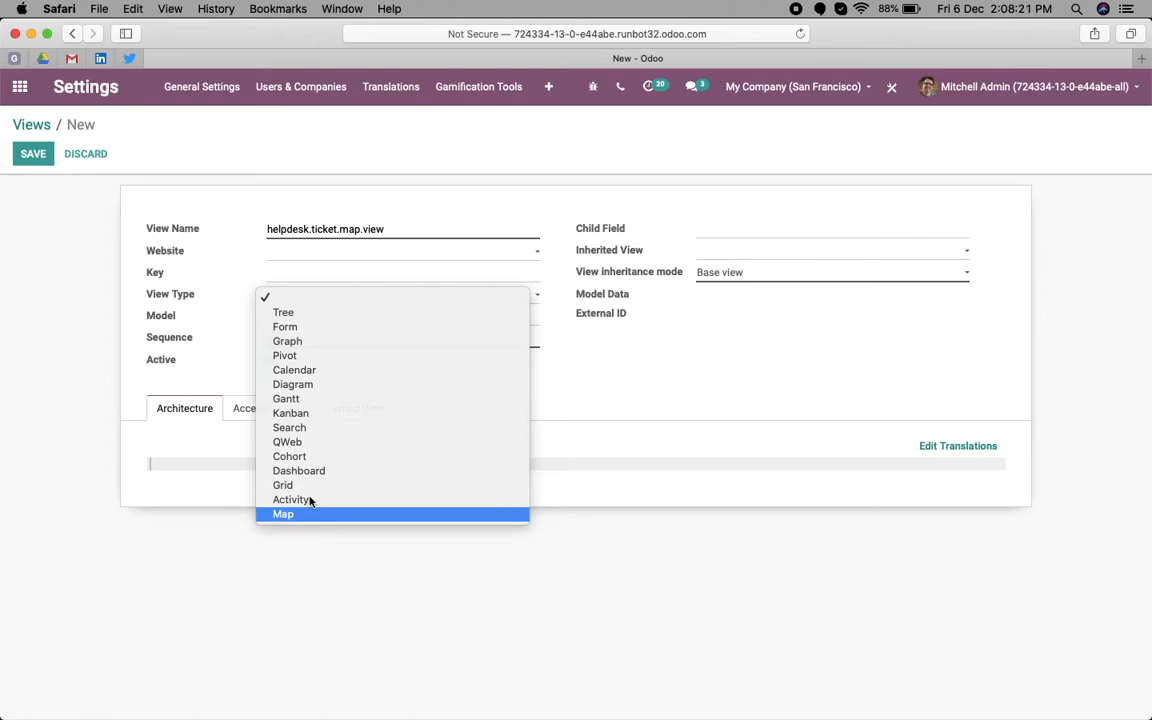 Safari File Edit View History Bookmarks Window Help 88% Fri 6 Dec 2:08:21 PM
Not Secure — 724334-13-0-e44abe.runbot32.odoo.com
G New - Odoo
Settings General Settings Users & Companies Translations Gamification Tools 20 3 My Company (San Francisco) Mitchell Admin (724334-13-0-e44abe-all)
Views / New
SAVE DISCARD
View Name helpdesk.ticket.map.view Child Field
Website Inherited View
Key View inheritance mode Base view
View Type Model Data
Model External ID
Sequence
Active
Tree
Form
Graph
Pivot
Calendar
Diagram
Gantt
Kanban
Search
QWeb
Cohort
Dashboard
Grid
Activity
Map
Architecture Acce
Edit Translations